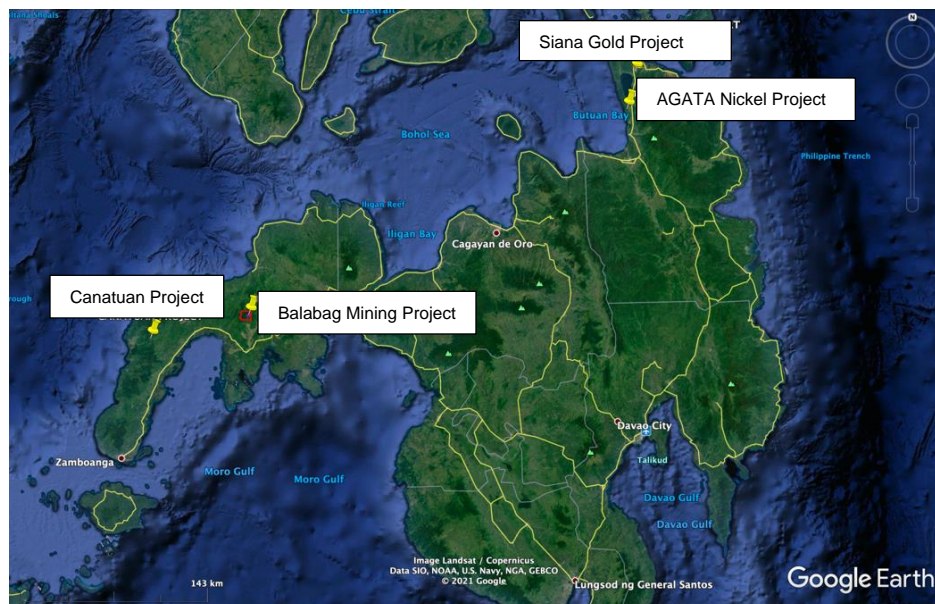 Siana Gold Project
AGATA Nickel Project
Butuan Bay
Bohol Sea
Philippine Trench
Iligan Reef
Iligan Bay
Cagayan de Oro
Canatuan Project
Balabag Mining Project
Davao City
Talikud
Zamboanga
Moro Gulf
Moro Gulf
Davao Gulf
Davao Gulf
Image Landsat / Copernicus
Data SIO, NOAA, U.S. Navy, NGA, GEBCO
© 2021 Google
143 km
Lungsod ng General Santos
Google Earth
N